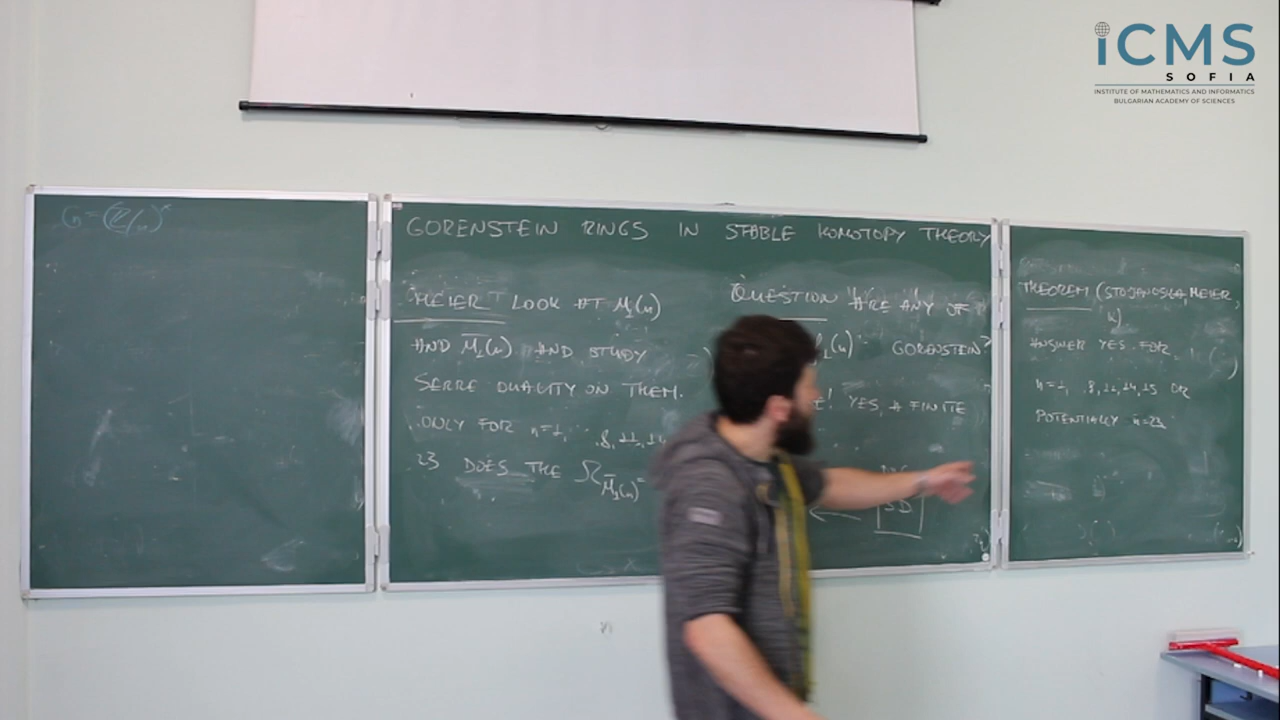 iCMS
SOFIA
INSTITUTE OF MATHEMATICS AND INFORMATICS
BULGARIAN ACADEMY OF SCIENCES
GORENSTEIN RINGS IN STABLE HOMOTOPY THEORY
MEIER LOOK AT M₁(n)
AND M̅₁(n) AND STUDY
SERRE DUALITY ON THEM.
ONLY FOR n=1,
23 DOES THE Ω
QUESTION ARE ANY OF
GORENSTEIN?
YES, A FINITE
THEOREM (STOJANOSKA, MEIER,
ANSWER YES FOR
n=1, 8,11,14,15 OR
POTENTIALLY n=23